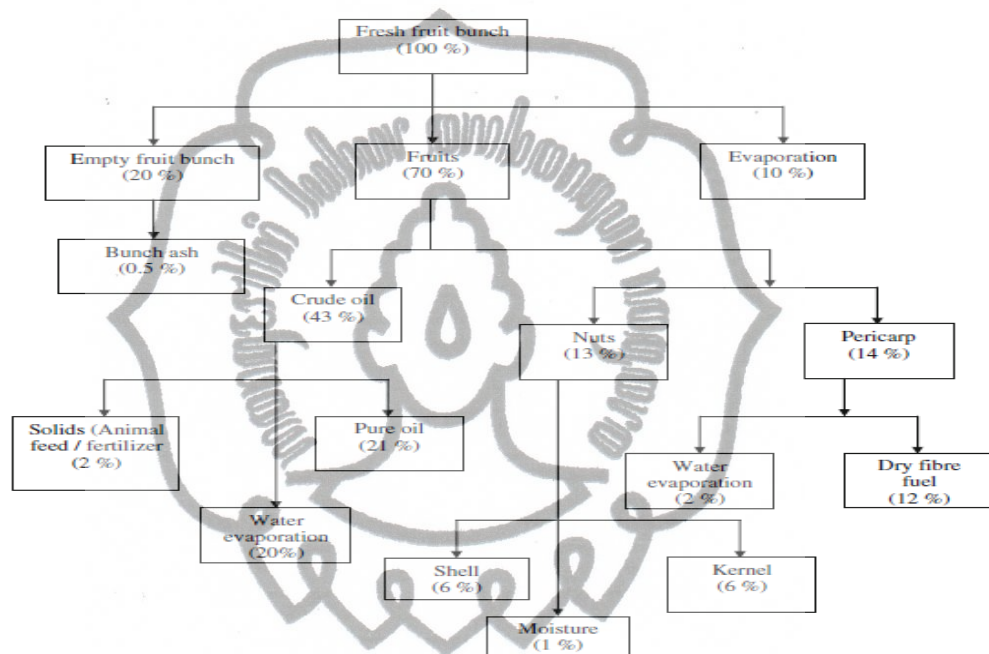 Fresh fruit bunch
(100 %)
Empty fruit bunch
(20 %)
Fruits
(70 %)
Evaporation
(10 %)
Bunch ash
(0.5 %)
Crude oil
(43 %)
Nuts
(13 %)
Pericarp
(14 %)
Solids (Animal
feed / fertilizer
(2 %)
Pure oil
(21 %)
Water
evaporation
(2 %)
Dry fibre
fuel
(12 %)
Water
evaporation
(20%)
Shell
(6 %)
Kernel
(6 %)
Moisture
(1 %)